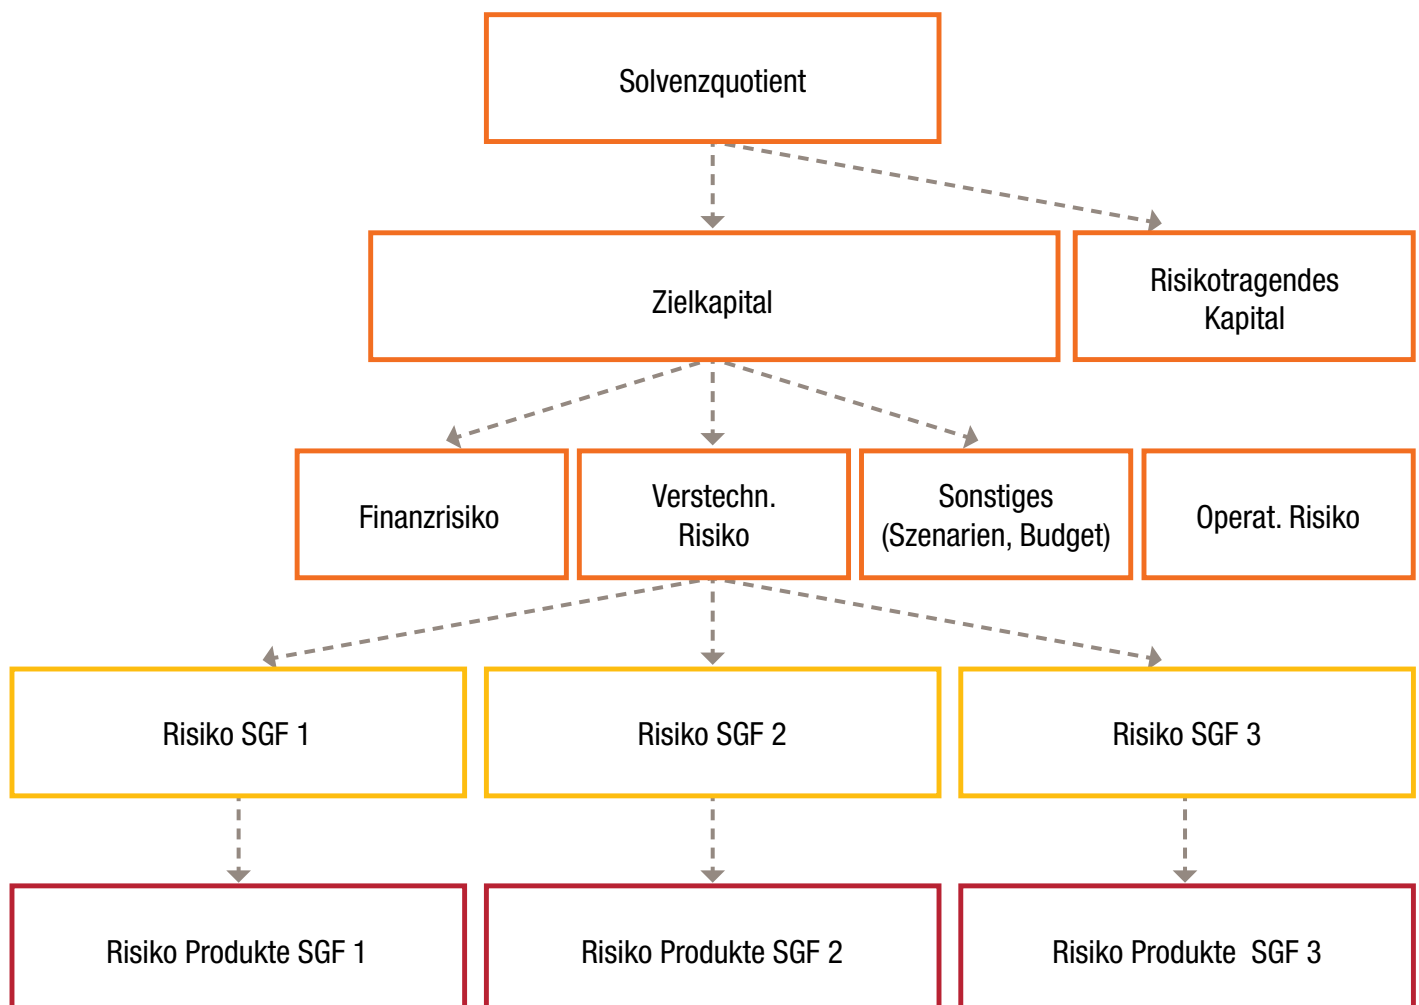 Solvenzquotient
Zielkapital
Risikotragendes
Kapital
Finanzrisiko
Verstechn.
Risiko
Sonstiges
(Szenarien, Budget)
Operat. Risiko
Risiko SGF 1
Risiko SGF 2
Risiko SGF 3
Risiko Produkte SGF 1
Risiko Produkte SGF 2
Risiko Produkte  SGF 3